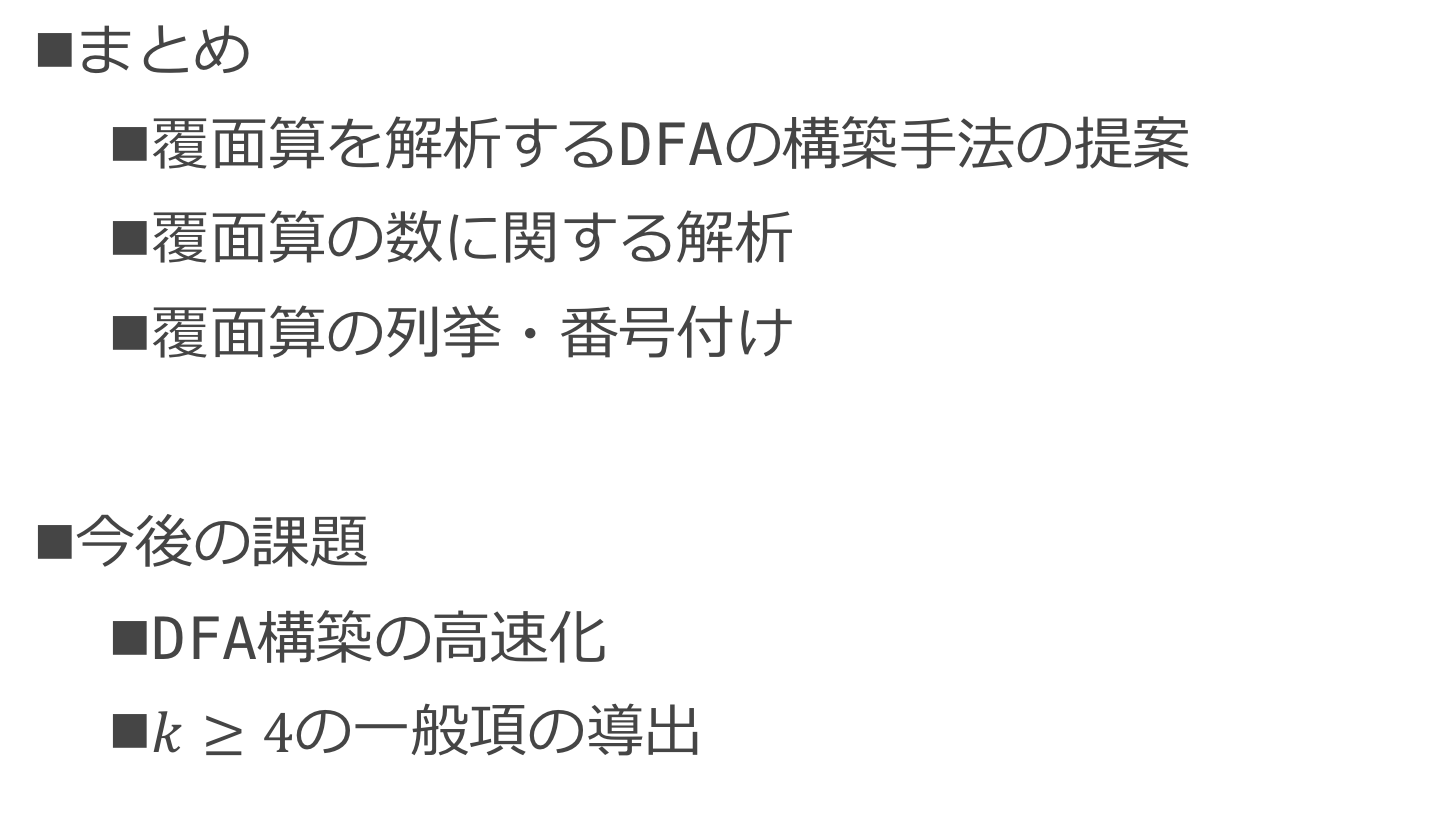 ■まとめ
■覆面算を解析するDFAの構築手法の提案
■覆面算の数に関する解析
■覆面算の列挙・番号付け
■今後の課題
■DFA構築の高速化
■k ≥ 4の一般項の導出